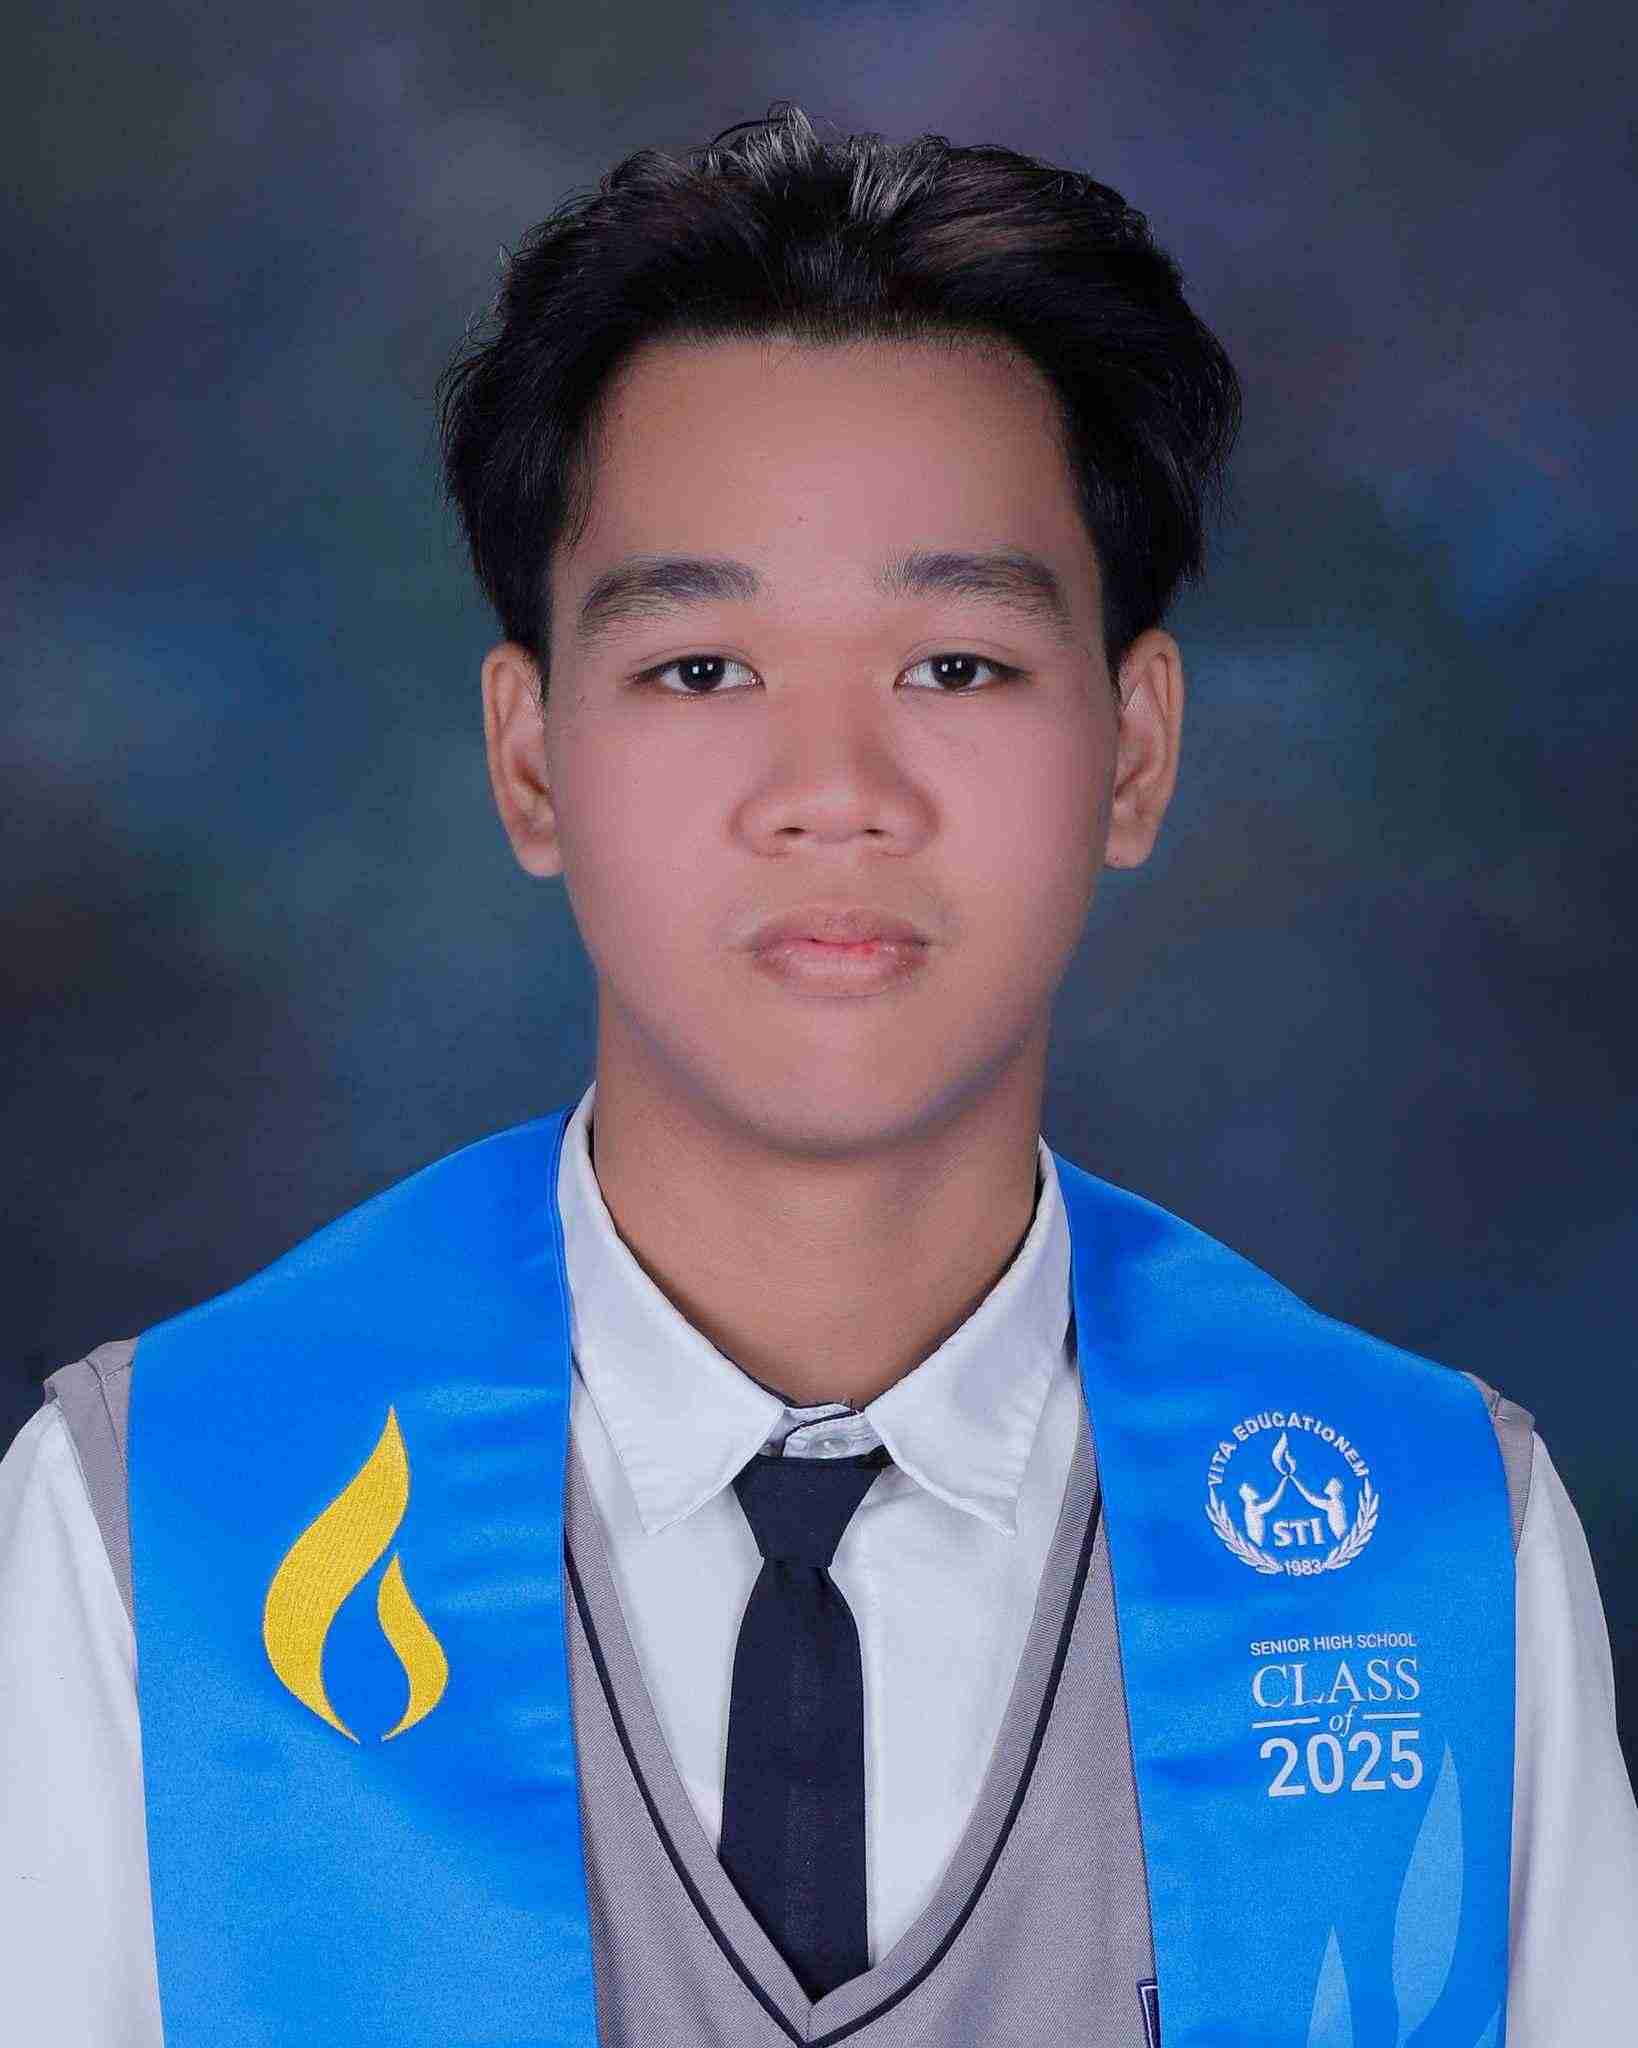 VITA EDUCATIONEM
STI
1983
SENIOR HIGH SCHOOL
CLASS
of
2025